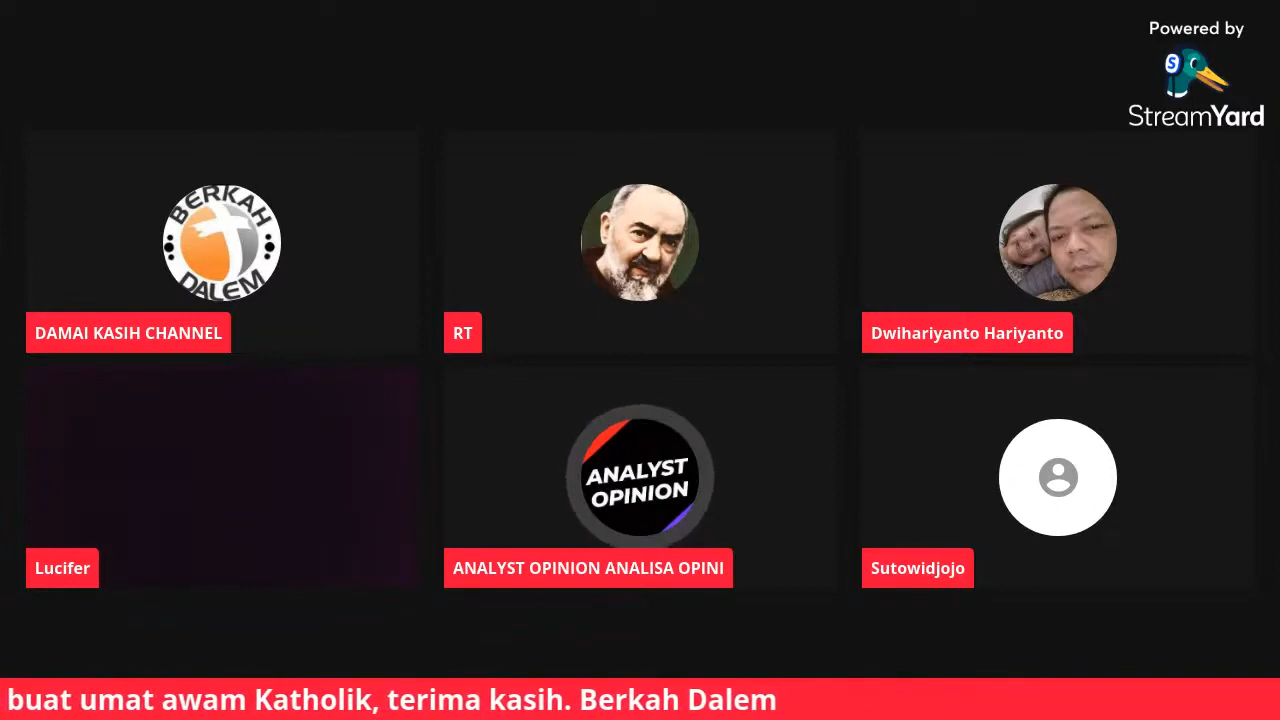 Powered by
S
StreamYard
BERKAH
DALEM
DAMAI KASIH CHANNEL
RT
Dwihariyanto Hariyanto
Lucifer
ANALYST
OPINION
ANALYST OPINION ANALISA OPINI
Sutowidjojo
buat umat awam Katholik, terima kasih. Berkah Dalem